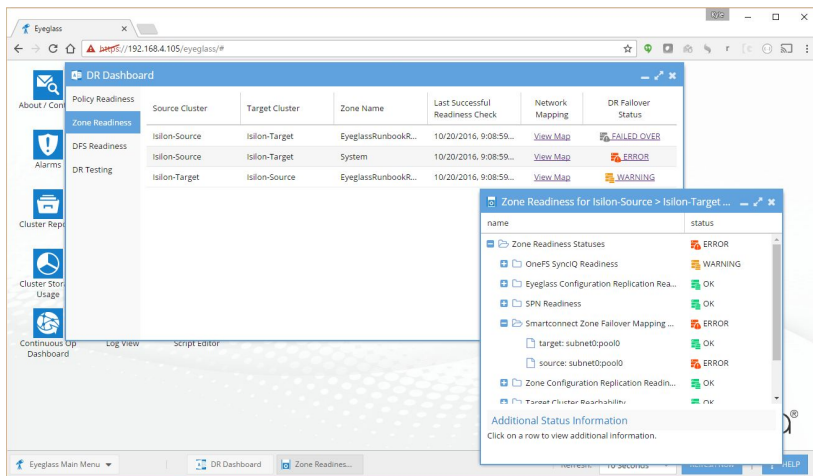 Kyle
Eyeglass
https://192.168.4.105/eyeglass/#
About / Con
Alarms
Cluster Repo
Cluster Stora
Usage
Continuous Op
Dashboard
Log View
Script Editor
DR Dashboard
Policy Readiness
Zone Readiness
DFS Readiness
DR Testing
Source Cluster Target Cluster Zone Name Last Successful Readiness Check Network Mapping DR Failover Status
Isilon-Source Isilon-Target EyeglassRunbookR... 10/20/2016, 9:08:59... View Map FAILED OVER
Isilon-Source Isilon-Target System 10/20/2016, 9:08:59... View Map ERROR
Isilon-Target Isilon-Source EyeglassRunbookR... 10/20/2016, 9:08:59... View Map WARNING
Zone Readiness for Isilon-Source > Isilon-Target ...
name status
Zone Readiness Statuses ERROR
OneFS SyncIQ Readiness WARNING
Eyeglass Configuration Replication Rea... OK
SPN Readiness OK
Smartconnect Zone Failover Mapping ... ERROR
target: subnet0:pool0 OK
source: subnet0:pool0 ERROR
Zone Configuration Replication Readin... OK
Target Cluster Reachability OK
Additional Status Information
Click on a row to view additional information.
®
Eyeglass Main Menu DR Dashboard Zone Readines... Refresh: 10 seconds HELP